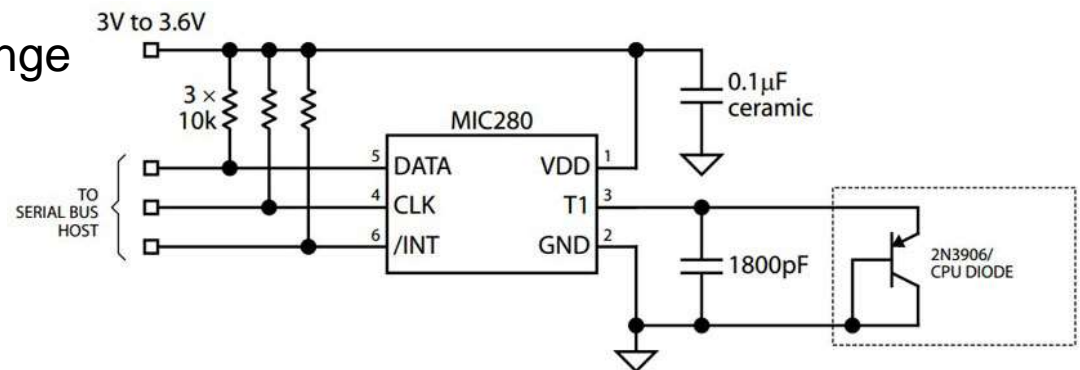 3V to 3.6V
nge
3 ×
10k
MIC280
0.1µF
ceramic
5
DATA
VDD
1
4
CLK
T1
3
6
/INT
GND
2
TO
SERIAL BUS
HOST
1800pF
2N3906/
CPU DIODE